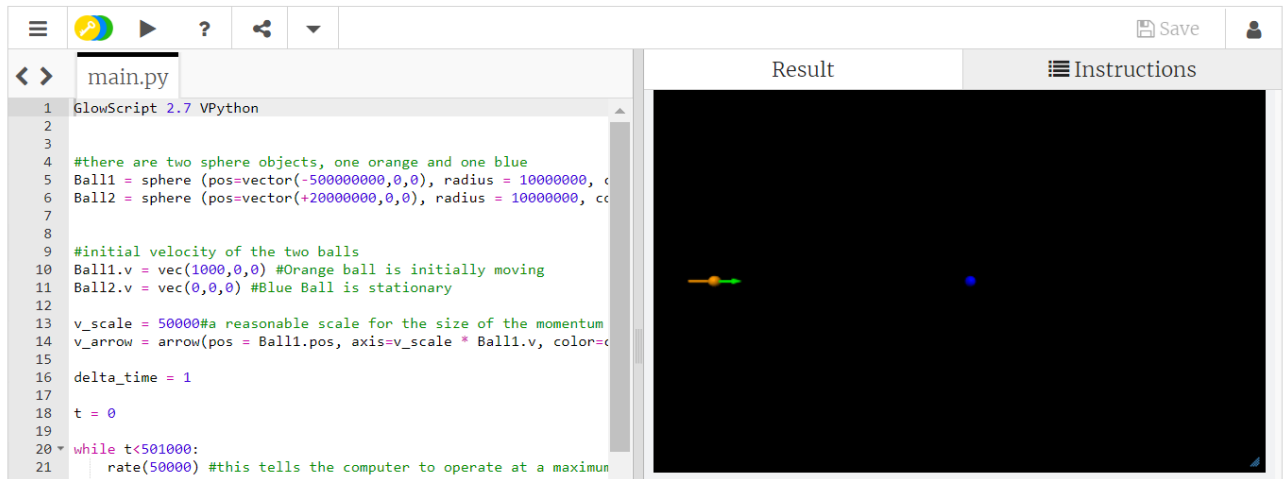 ?
Save
main.py
Result
Instructions
1 GlowScript 2.7 VPython
2
3
4 #there are two sphere objects, one orange and one blue
5 Ball1 = sphere (pos=vector(-500000000,0,0), radius = 10000000, c
6 Ball2 = sphere (pos=vector(+20000000,0,0), radius = 10000000, co
7
8
9 #initial velocity of the two balls
10 Ball1.v = vec(1000,0,0) #Orange ball is initially moving
11 Ball2.v = vec(0,0,0) #Blue Ball is stationary
12
13 v_scale = 50000#a reasonable scale for the size of the momentum
14 v_arrow = arrow(pos = Ball1.pos, axis=v_scale * Ball1.v, color=c
15
16 delta_time = 1
17
18 t = 0
19
20 while t<501000:
21 rate(50000) #this tells the computer to operate at a maximum